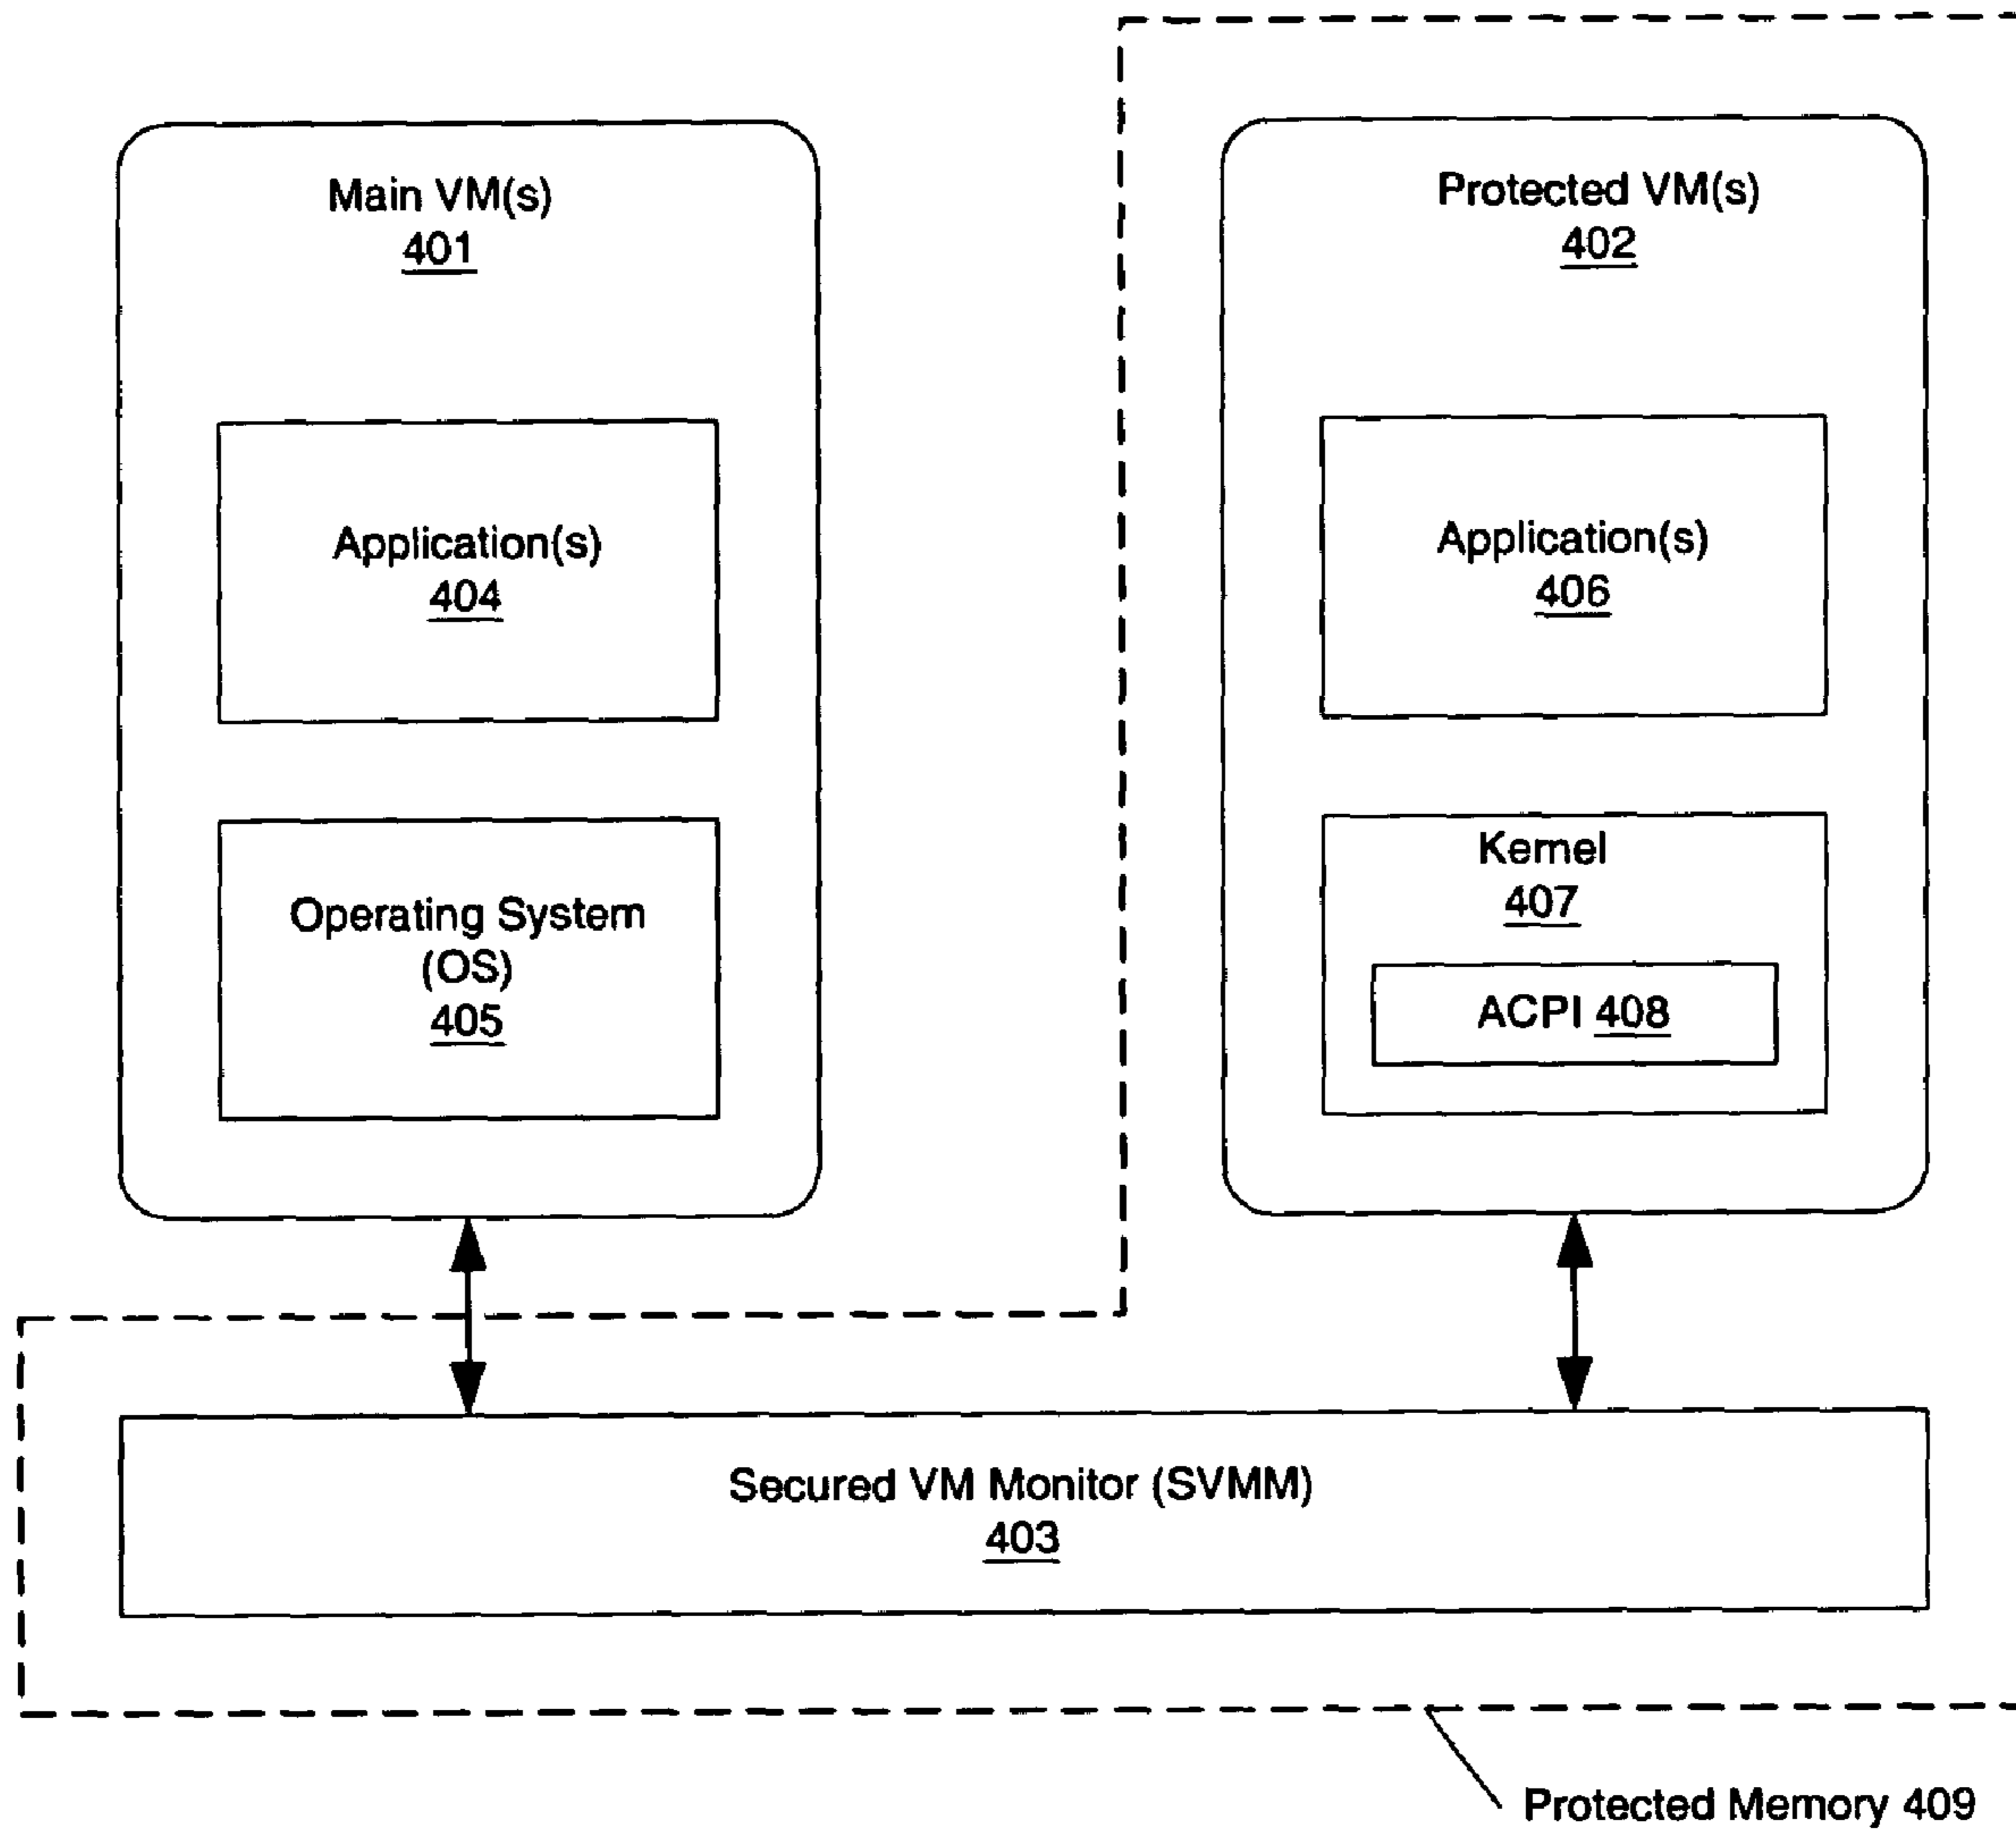 Main VM(s)
401
Application(s)
404
Operating System
(OS)
405
Protected VM(s)
402
Application(s)
406
Kernel
407
ACPI 408
Secured VM Monitor (SVMM)
403
Protected Memory 409